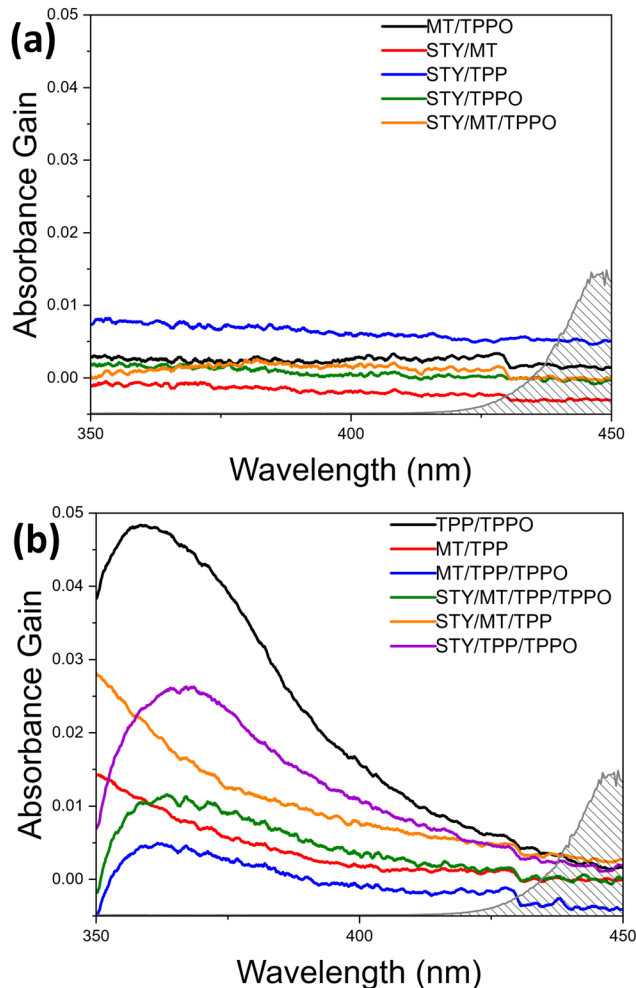 (a)
0.05
0.04
0.03
0.02
0.01
0.00
Absorbance Gain
MT/TPPO
STY/MT
STY/TPP
STY/TPPO
STY/MT/TPPO
350
400
450
Wavelength (nm)
(b)
0.05
0.04
0.03
0.02
0.01
0.00
Absorbance Gain
TPP/TPPO
MT/TPP
MT/TPP/TPPO
STY/MT/TPP/TPPO
STY/MT/TPP
STY/TPP/TPPO
350
400
450
Wavelength (nm)